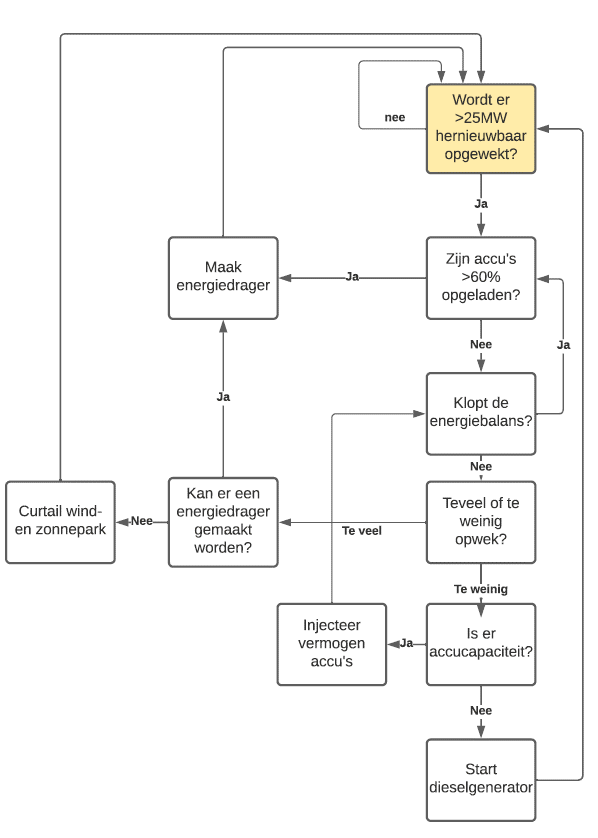 Wordt er
>25MW
hernieuwbaar
opgewekt?
nee
Ja
Maak
energiedrager
Ja
Zijn accu's
>60%
opgeladen?
Nee
Ja
Ja
Klopt de
energiebalans?
Nee
Curtail wind-
en zonnepark
Nee
Kan er een
energiedrager
gemaakt
worden?
Te veel
Teveel of te
weinig
opwek?
Te weinig
Injecteer
vermogen
accu's
Ja
Is er
accucapaciteit?
Nee
Start
dieselgenerator